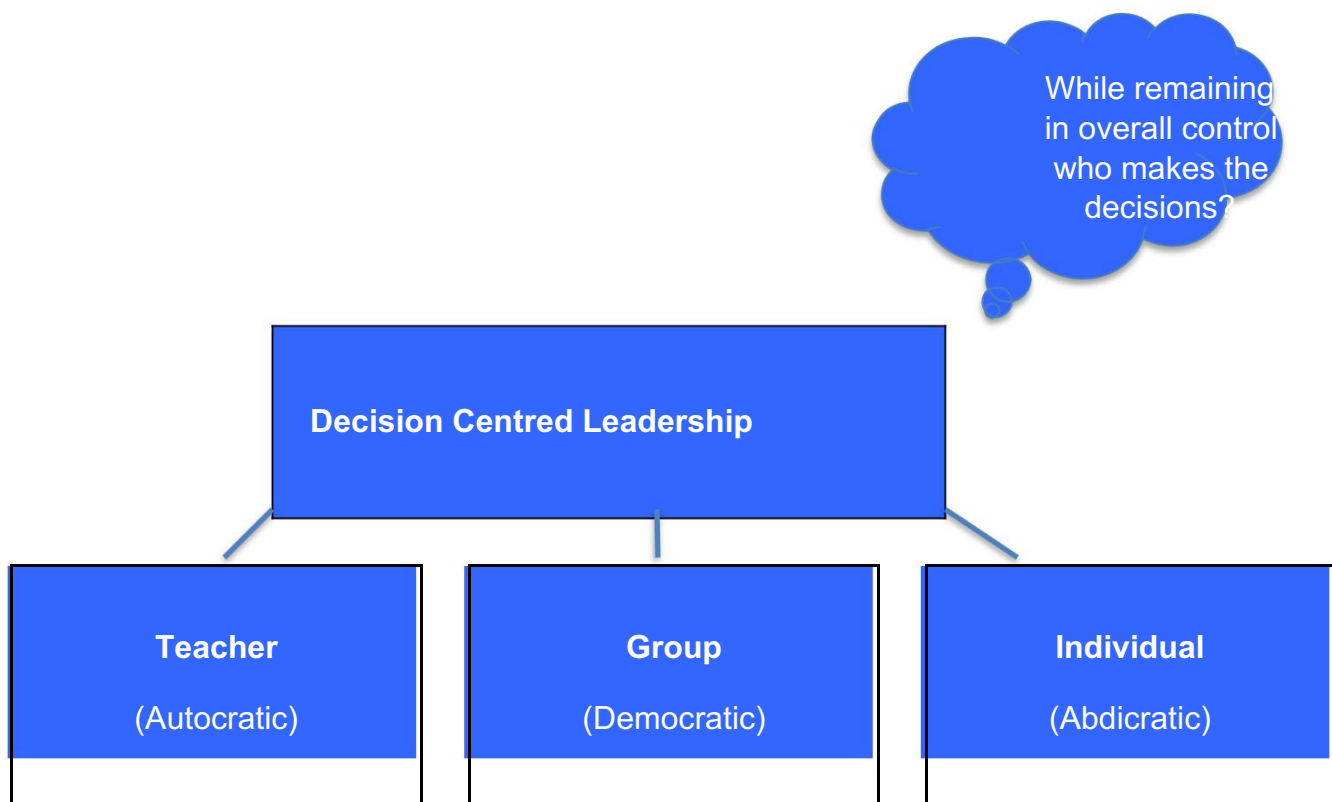 While remaining
in overall control
who makes the
decisions?
Decision Centred Leadership
Teacher
(Autocratic)
Group
(Democratic)
Individual
(Abdicratic)